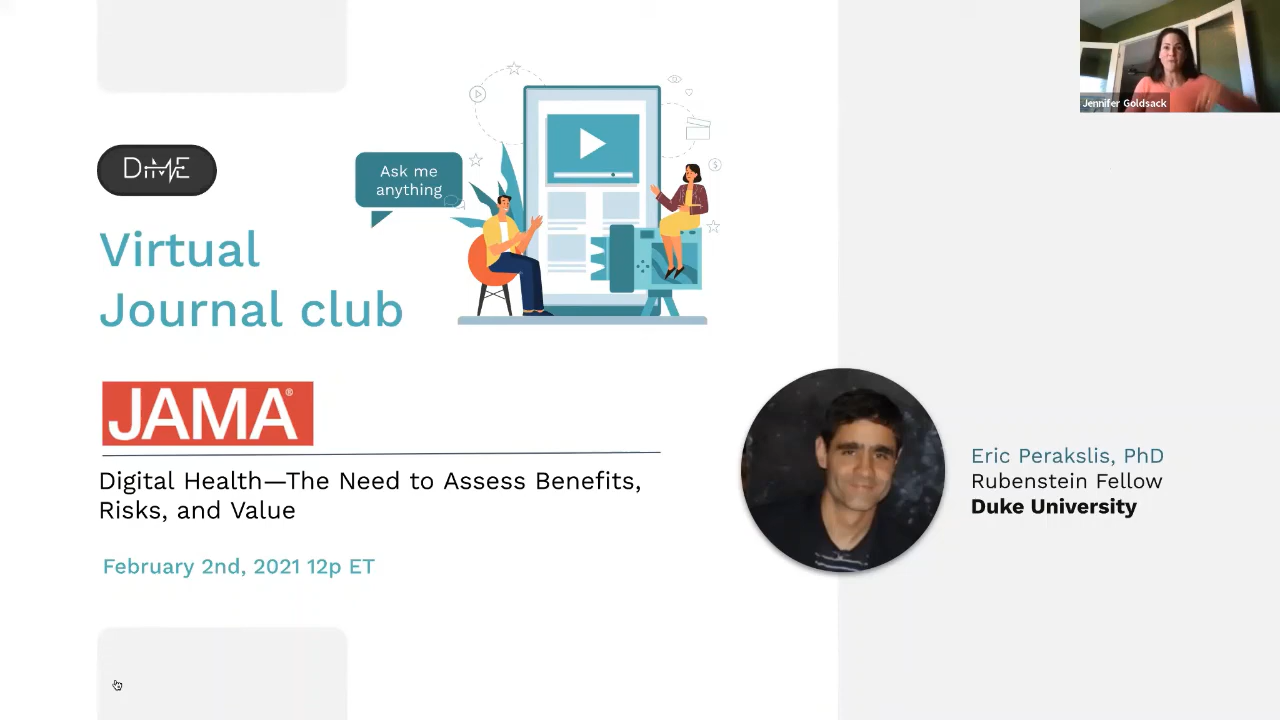 Jennifer Goldsack
DiME
Ask me
anything
Virtual
Journal club
JAMA®
Digital Health—The Need to Assess Benefits,
Risks, and Value
February 2nd, 2021 12p ET
Eric Perakslis, PhD
Rubenstein Fellow
Duke University